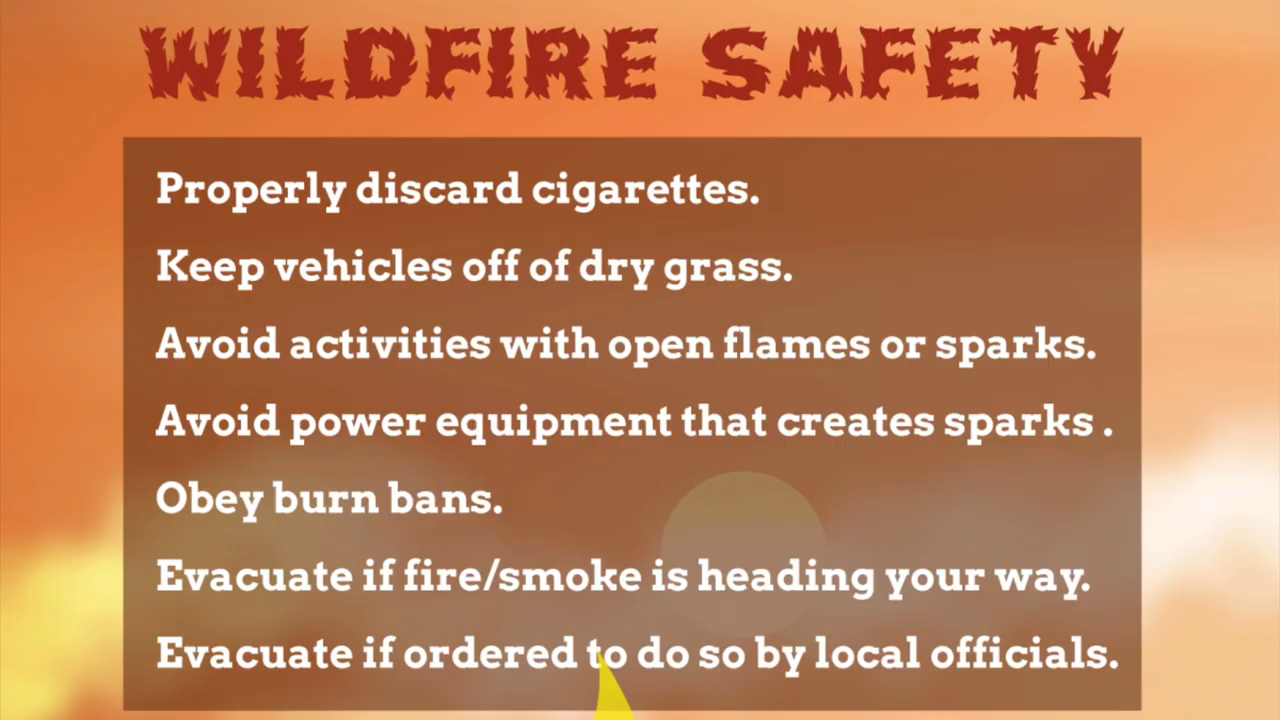 WILDFIRE SAFETY
Properly discard cigarettes.
Keep vehicles off of dry grass.
Avoid activities with open flames or sparks.
Avoid power equipment that creates sparks .
Obey burn bans.
Evacuate if fire/smoke is heading your way.
Evacuate if ordered to do so by local officials.